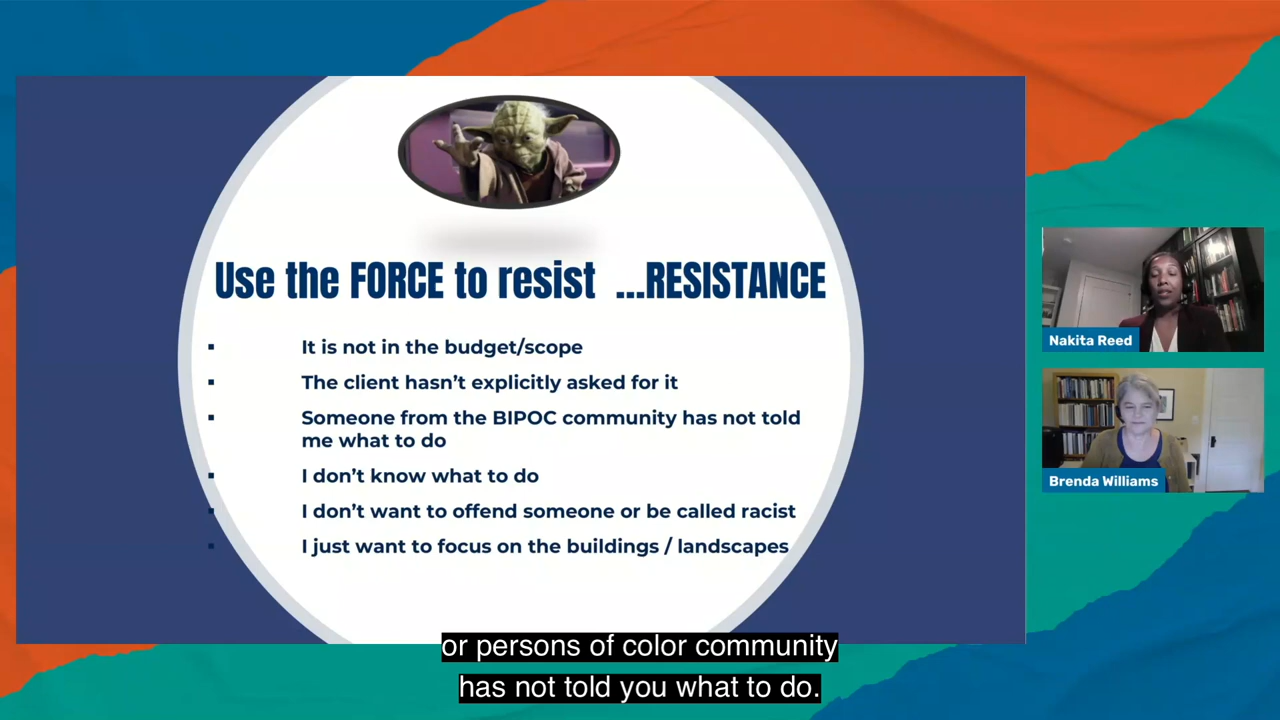 Use the FORCE to resist ...RESISTANCE
▪ It is not in the budget/scope
▪ The client hasn’t explicitly asked for it
▪ Someone from the BIPOC community has not told
me what to do
▪ I don’t know what to do
▪ I don’t want to offend someone or be called racist
▪ I just want to focus on the buildings / landscapes
Nakita Reed
Brenda Williams
or persons of color community
has not told you what to do.